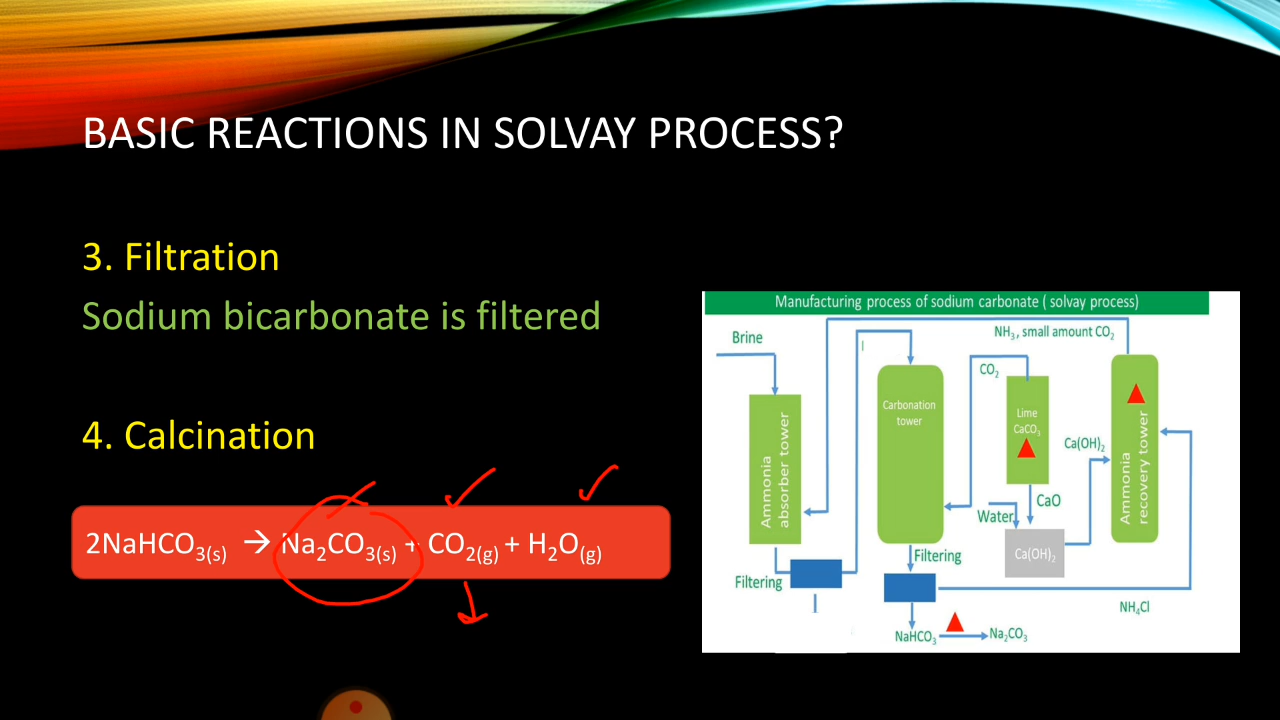 BASIC REACTIONS IN SOLVAY PROCESS?
3. Filtration
Sodium bicarbonate is filtered
4. Calcination
2NaHCO₃₍ₛ₎ → Na₂CO₃₍ₛ₎ + CO₂(g) + H₂O(g)
Manufacturing process of sodium carbonate ( solvay process)
Brine
NH₃, small amount CO₂
CO₂
Carbonation
tower
Lime
CaCO₃
Ammonia
absorber tower
Ca(OH)₂
Ammonia
recovery tower
CaO
Water
Ca(OH)₂
Filtering
Filtering
NH₄Cl
NaHCO₃
Na₂CO₃